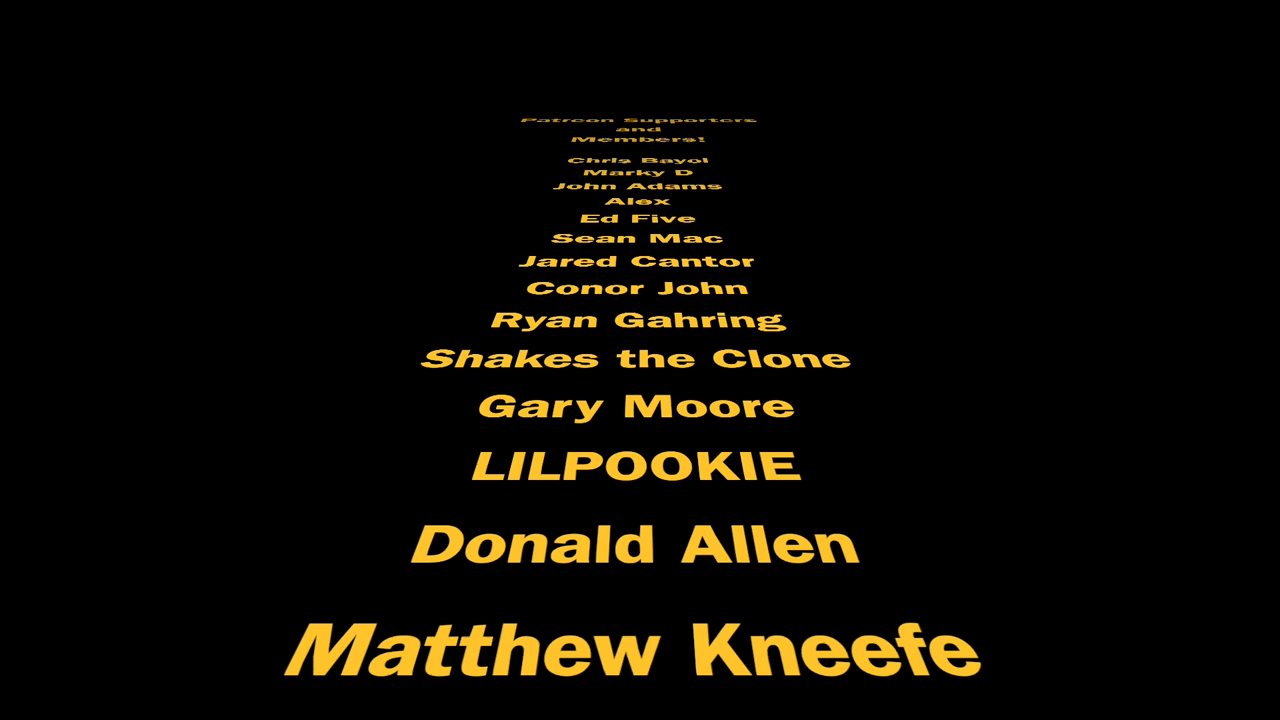 Patreon Supporters
and
Members!
Chris Bayol
Marky D
John Adams
Alex
Ed Five
Sean Mac
Jared Cantor
Conor John
Ryan Gahring
Shakes the Clone
Gary Moore
LILPOOKIE
Donald Allen
Matthew Kneefe